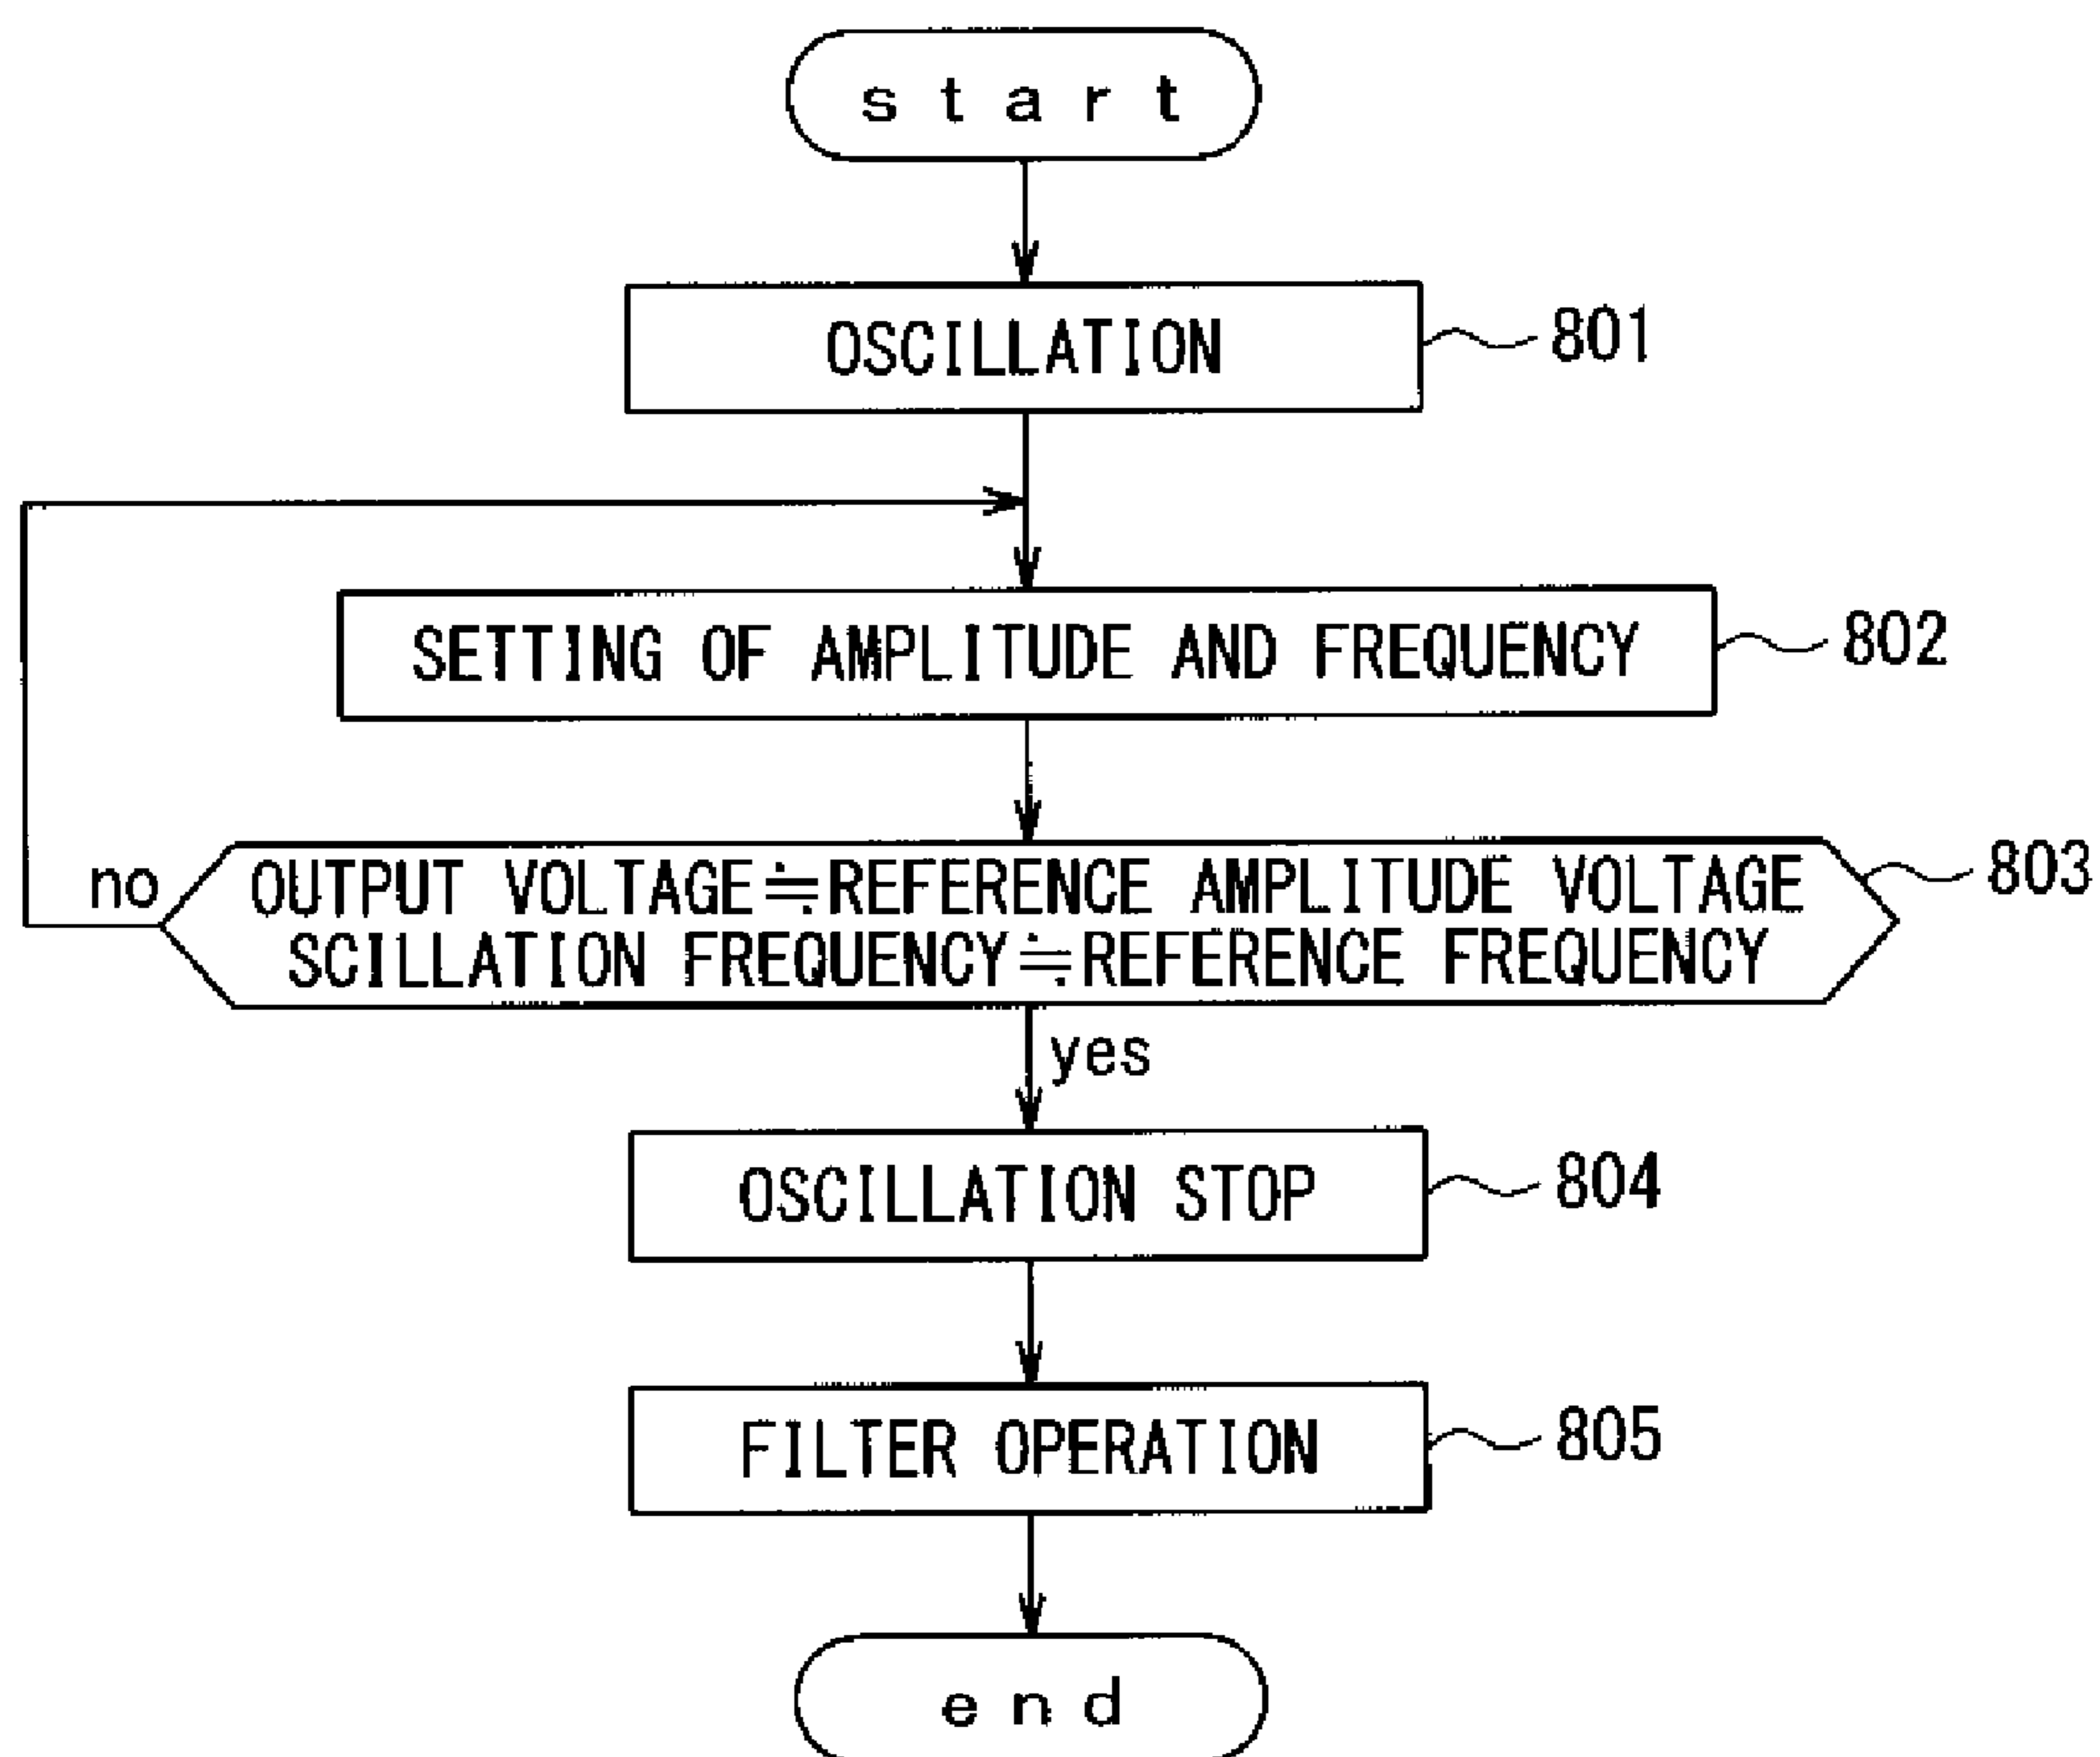 start
OSCILLATION
801
SETTING OF AMPLITUDE AND FREQUENCY
802
no
OUTPUT VOLTAGE≒REFERENCE AMPLITUDE VOLTAGE
SCILLATION FREQUENCY≒REFERENCE FREQUENCY
803
yes
OSCILLATION STOP
804
FILTER OPERATION
805
end